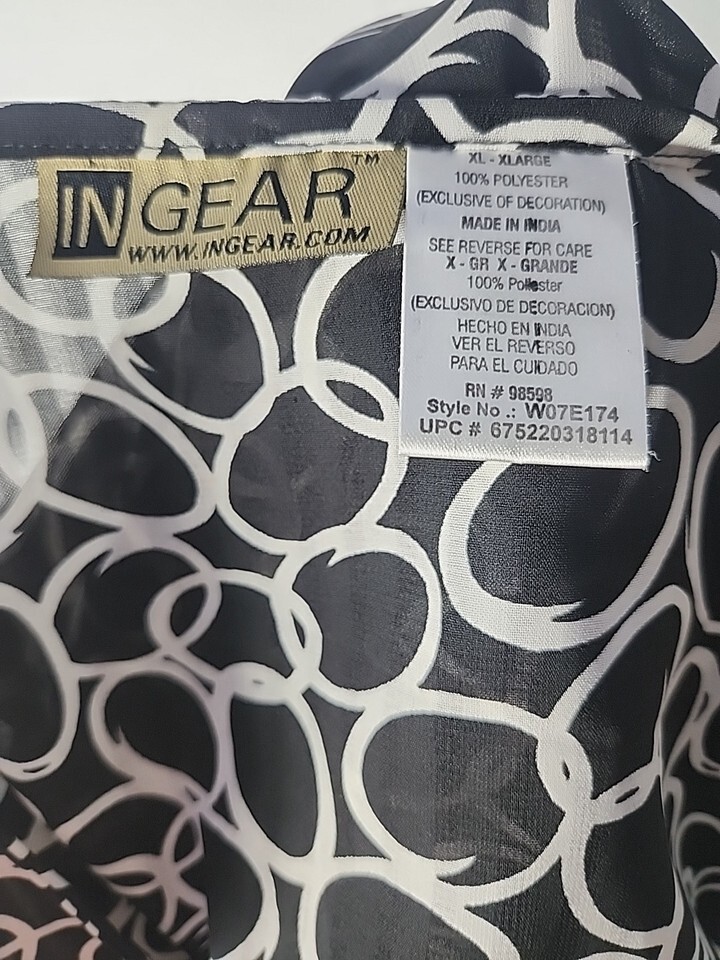 INGEAR™
WWW.INGEAR.COM
XL - XLARGE
100% POLYESTER
(EXCLUSIVE OF DECORATION)
MADE IN INDIA
SEE REVERSE FOR CARE
X - GR X - GRANDE
100% Poliester
(EXCLUSIVO DE DECORACION)
HECHO EN INDIA
VER EL REVERSO
PARA EL CUIDADO
RN # 98598
Style No .: W07E174
UPC # 675220318114